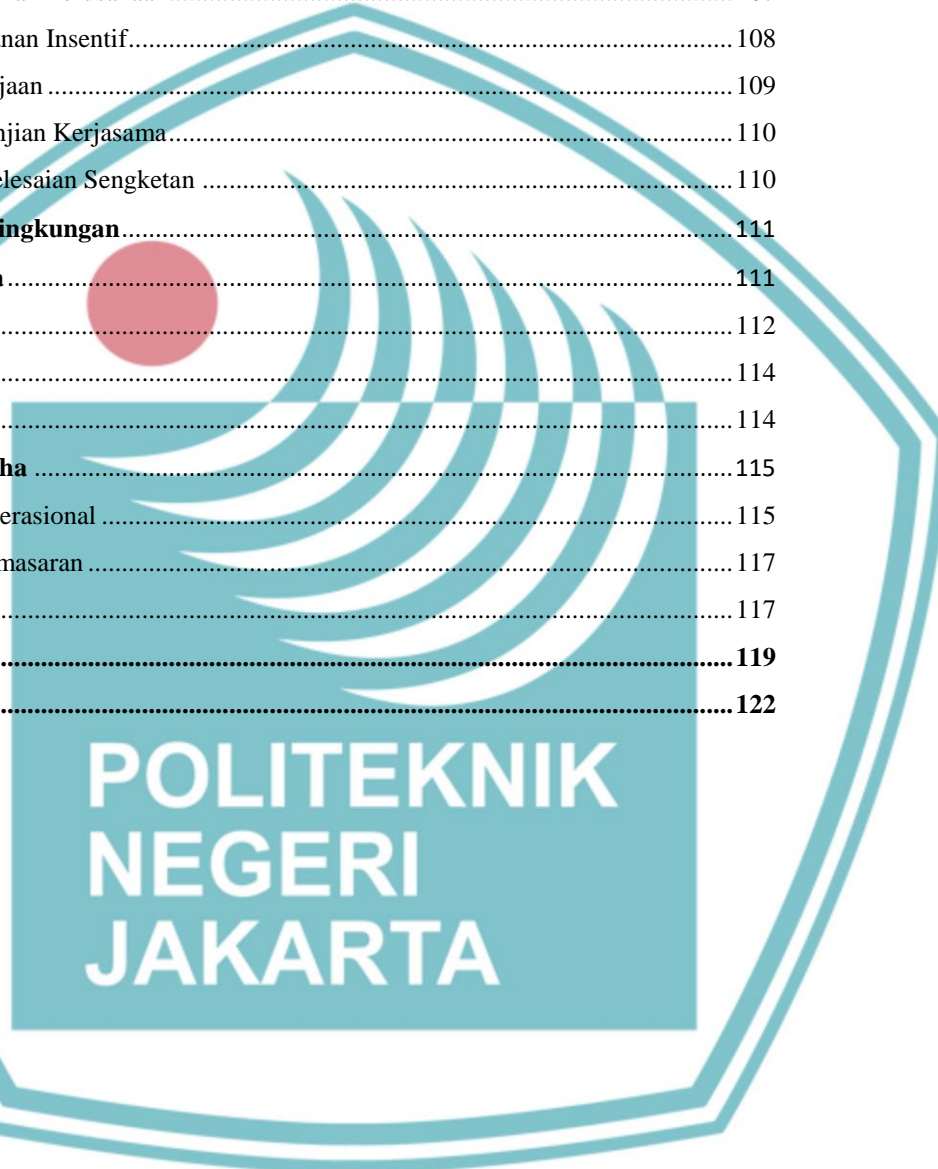 anan Insentif 108
jaan 109
njian Kerjasama 110
elesaian Sengketan 110
ingkungan 111
a 111
112
114
114
ha 115
erasional 115
masaran 117
117
119
122
POLITEKNIK
NEGERI
JAKARTA